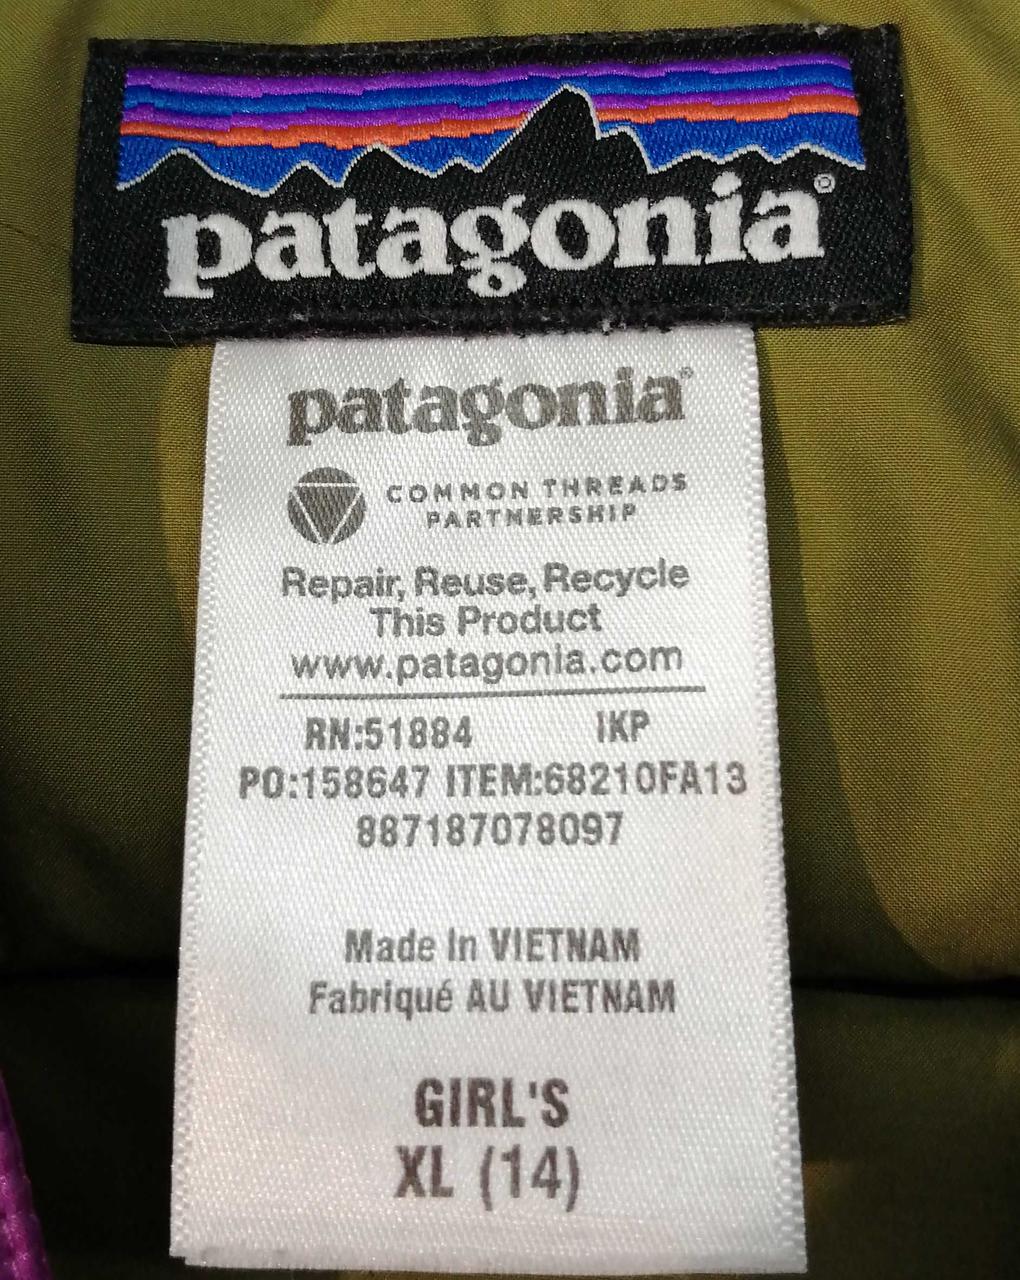 patagonia®
patagonia®
COMMON THREADS
PARTNERSHIP
Repair, Reuse, Recycle
This Product
www.patagonia.com
RN:51884 IKP
PO:158647 ITEM:68210FA13
887187078097
Made In VIETNAM
Fabriqué AU VIETNAM
GIRL'S
XL (14)